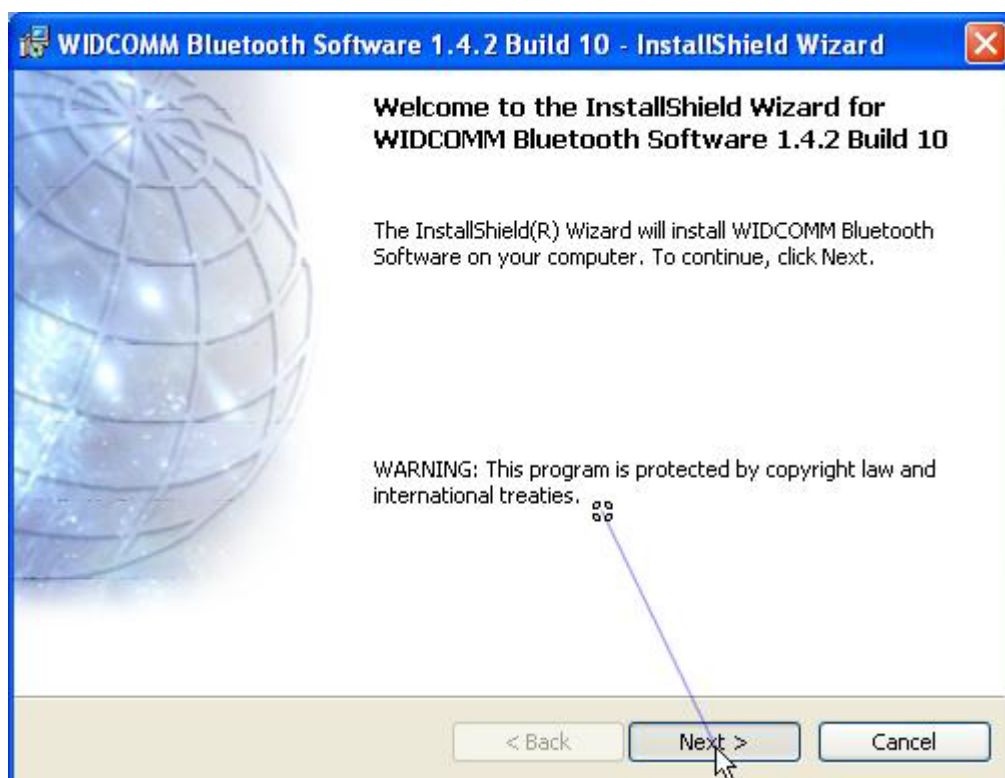 WIDCOMM Bluetooth Software 1.4.2 Build 10 - InstallShield Wizard
Welcome to the InstallShield Wizard for
WIDCOMM Bluetooth Software 1.4.2 Build 10
The InstallShield(R) Wizard will install WIDCOMM Bluetooth
Software on your computer. To continue, click Next.
WARNING: This program is protected by copyright law and
international treaties.
< Back Next > Cancel